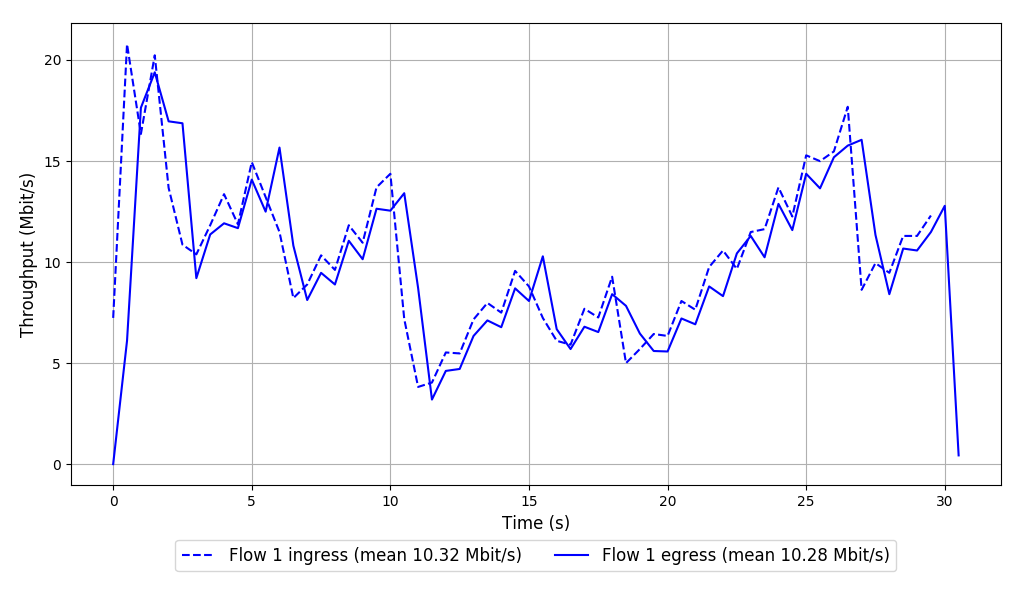 20
15
10
5
0
Throughput (Mbit/s)
0 5 10 15 20 25 30
Time (s)
Flow 1 ingress (mean 10.32 Mbit/s) Flow 1 egress (mean 10.28 Mbit/s)